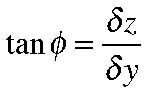 tan ϕ = δz / δy